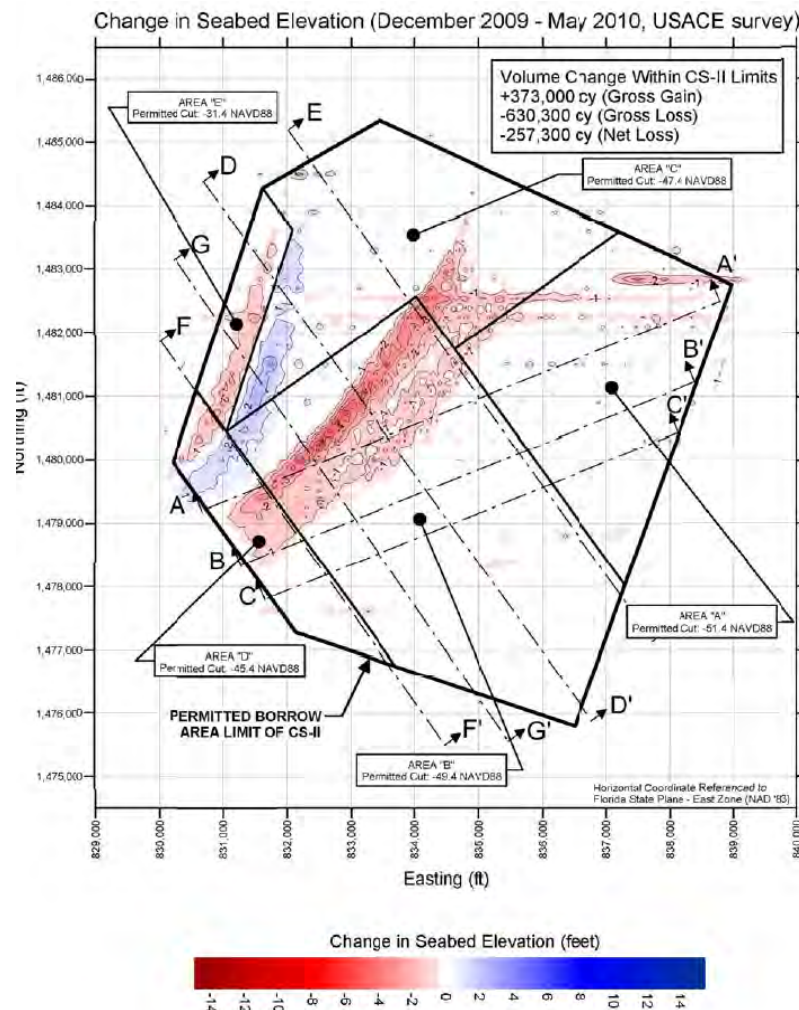 Change in Seabed Elevation (December 2009 - May 2010, USACE survey)
1,486,000
1,485,000
1,484,000
1,483,000
1,482,000
1,481,000
1,480,000
1,479,000
1,478,000
1,477,000
1,476,000
1,475,000
Northing (ft)
Volume Change Within CS-II Limits
+373,000 cy (Gross Gain)
-630,300 cy (Gross Loss)
-257,300 cy (Net Loss)
AREA "E"
Permitted Cut: -31.4 NAVD88
AREA "C"
Permitted Cut: -47.4 NAVD88
E
D
G
F
A'
B'
C'
A
B
C
AREA "A"
Permitted Cut: -51.4 NAVD88
AREA "D"
Permitted Cut: -45.4 NAVD88
PERMITTED BORROW
AREA LIMIT OF CS-II
F'
G'
D'
AREA "B"
Permitted Cut: -49.4 NAVD88
Horizontal Coordinate Referenced to
Florida State Plane - East Zone (NAD '83)
829,000
830,000
831,000
832,000
833,000
834,000
835,000
836,000
837,000
838,000
839,000
Easting (ft)
Change in Seabed Elevation (feet)
-14
-10
-8
-6
-4
-2
0
2
4
6
8
10
12
14